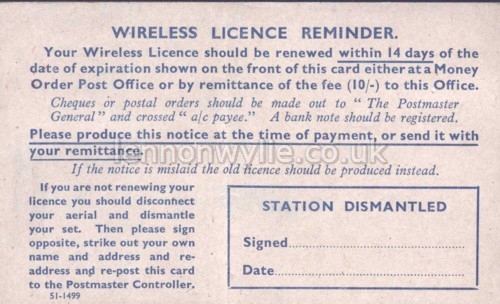 WIRELESS LICENCE REMINDER.
Your Wireless Licence should be renewed within 14 days of the
date of expiration shown on the front of this card either at a Money
Order Post Office or by remittance of the fee (10/-) to this Office.
Cheques or postal orders should be made out to "The Postmaster
General" and crossed "a/c payee." A bank note should be registered.
Please produce this notice at the time of payment, or send it with
your remittance.
lennonwylie.co.uk
If the notice is mislaid the old licence should be produced instead.
If you are not renewing your
licence you should disconnect
your aerial and dismantle
your set. Then please sign
opposite, strike out your own
name and address and re-
address and re-post this card
to the Postmaster Controller.
51-1499
STATION DISMANTLED
Signed
Date